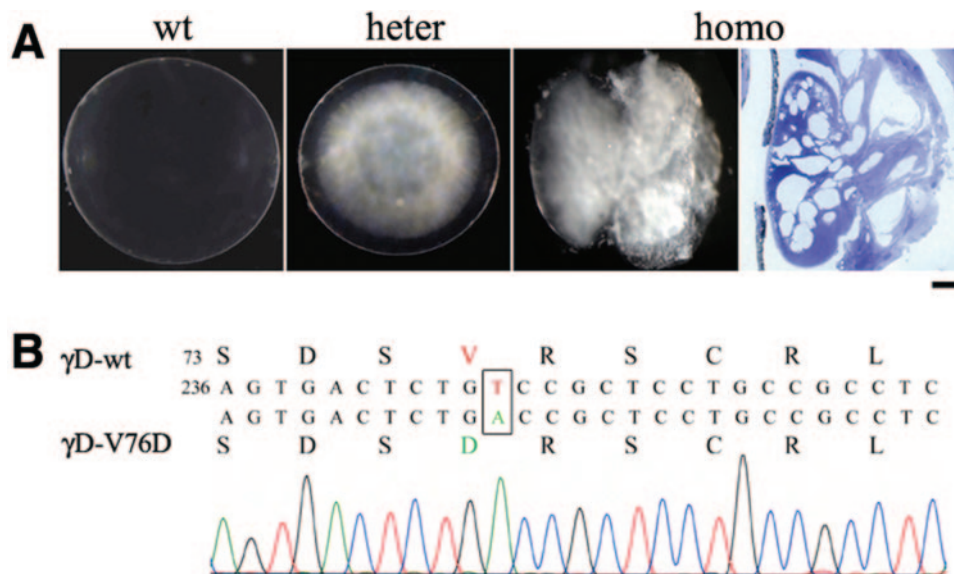 A
wt heter homo
B
γD-wt 73 S D S V R S C R L
236 A G T G A C T C T G T C C G C T C C T G C C G C C T C
A G T G A C T C T G A C C G C T C C T G C C G C C T C
γD-V76D S D S D R S C R L